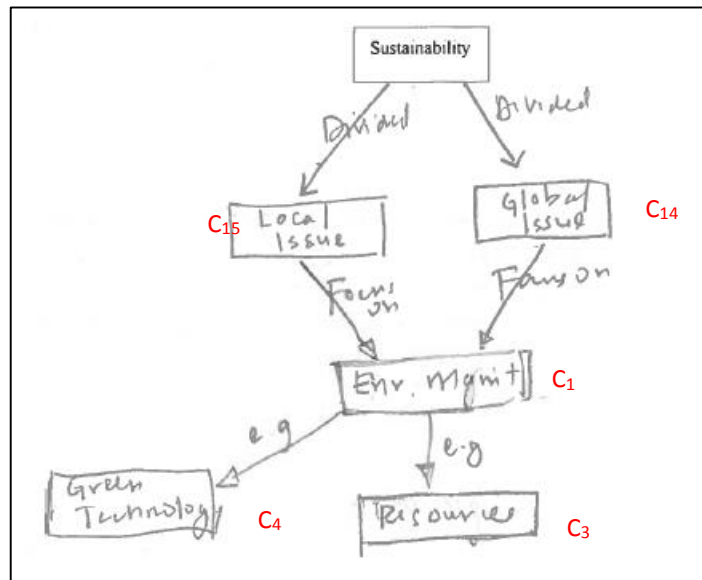 Sustainability
Divided
Divided
C15
Local
Issue
Global
Issue
C14
Focus
on
Focus on
Env. Mgmt
C1
e g
e.g
Green
Technology
C4
Resources
C3